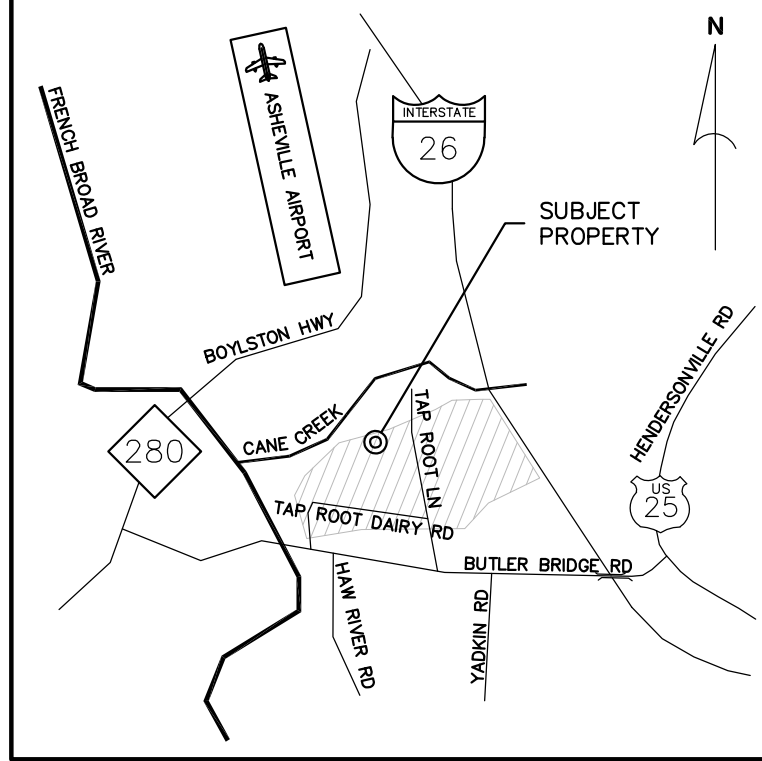 N
FRENCH BROAD RIVER
ASHEVILLE AIRPORT
INTERSTATE
26
SUBJECT
PROPERTY
BOYLSTON HWY
HENDERSONVILLE RD
CANE CREEK
TAP ROOT LN
280
US
25
TAP ROOT DAIRY RD
BUTLER BRIDGE RD
HAW RIVER RD
YADKIN RD